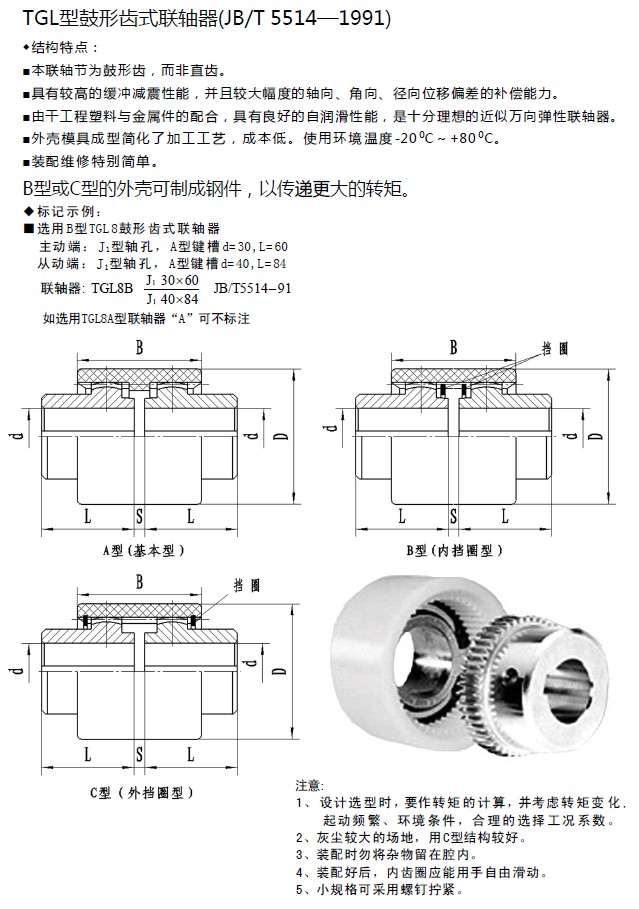 TGL型鼓形齿式联轴器(JB/T 5514—1991)
◆结构特点：
■本联轴节为鼓形齿，而非直齿。
■具有较高的缓冲减震性能，并且较大幅度的轴向、角向、径向位移偏差的补偿能力。
■由干工程塑料与金属件的配合，具有良好的自润滑性能，是十分理想的近似万向弹性联轴器。
■外壳模具成型简化了加工工艺，成本低。使用环境温度-20⁰C～+80⁰C。
■装配维修特别简单。
B型或C型的外壳可制成钢件，以传递更大的转矩。
◆标记示例：
■选用B型TGL8鼓形齿式联轴器
主动端：J₁型轴孔，A型键槽d=30,L=60
从动端：J₁型轴孔，A型键槽d=40,L=84
联轴器: TGL8B J₁ 30×60 JB/T5514-91
J₁ 40×84
如选用TGL8A型联轴器“A”可不标注
B
d
d
D
L S L
A型(基本型)
B
挡圈
d
d
D
L S L
B型(内挡圈型)
B
挡圈
d
d
D
L S L
C型（外挡圈型）
注意:
1、设计选型时,要作转矩的计算,并考虑转矩变化.
起动频繁、环境条件，合理的选择工况系数。
2、灰尘较大的场地，用C型结构较好。
3、装配时勿将杂物留在腔内。
4、装配好后，内齿圈应能用手自由滑动。
5、小规格可采用螺钉拧紧。